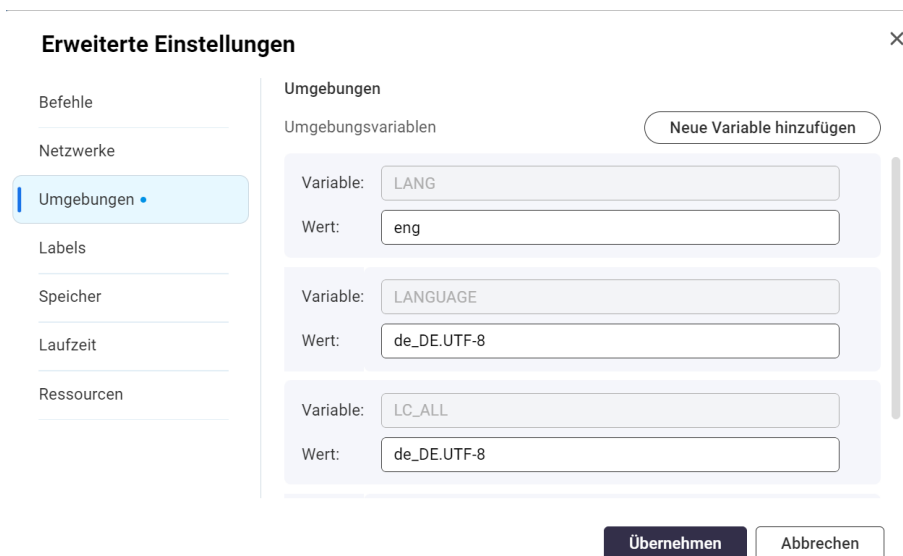 Erweiterte Einstellungen
Befehle
Netzwerke
Umgebungen
Labels
Speicher
Laufzeit
Ressourcen
Umgebungen
Umgebungsvariablen
Neue Variable hinzufügen
Variable: LANG
Wert: eng
Variable: LANGUAGE
Wert: de_DE.UTF-8
Variable: LC_ALL
Wert: de_DE.UTF-8
Übernehmen Abbrechen